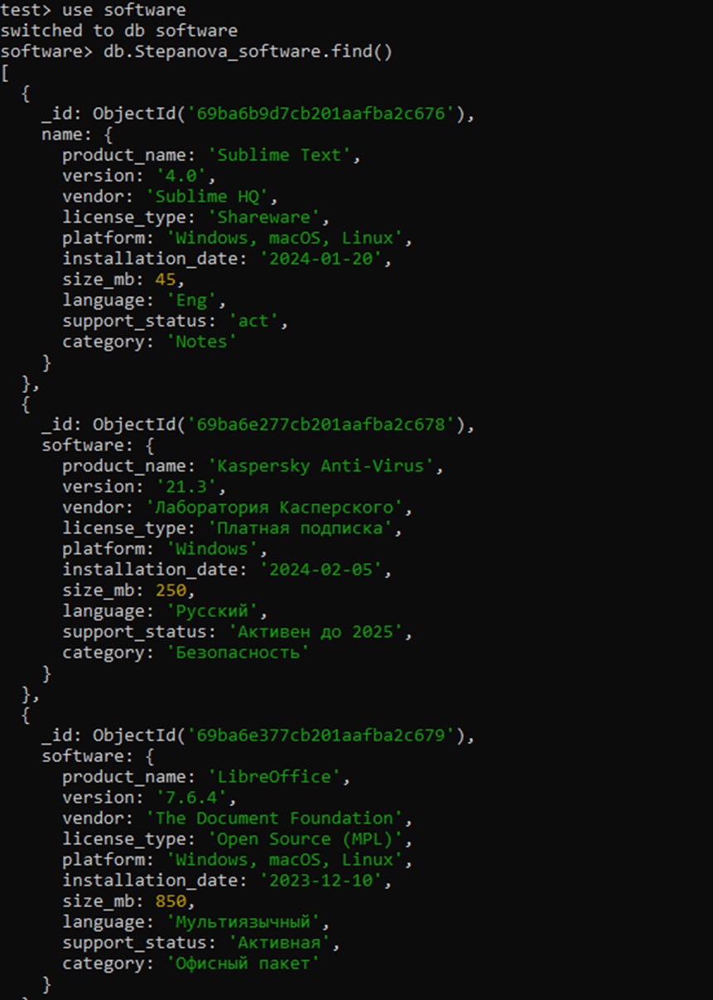 test> use software
switched to db software
software> db.Stepanova_software.find()
[
  {
    _id: ObjectId('69ba6b9d7cb201aafba2c676'),
    name: {
      product_name: 'Sublime Text',
      version: '4.0',
      vendor: 'Sublime HQ',
      license_type: 'Shareware',
      platform: 'Windows, macOS, Linux',
      installation_date: '2024-01-20',
      size_mb: 45,
      language: 'Eng',
      support_status: 'act',
      category: 'Notes'
    }
  },
  {
    _id: ObjectId('69ba6e277cb201aafba2c678'),
    software: {
      product_name: 'Kaspersky Anti-Virus',
      version: '21.3',
      vendor: 'Лаборатория Касперского',
      license_type: 'Платная подписка',
      platform: 'Windows',
      installation_date: '2024-02-05',
      size_mb: 250,
      language: 'Русский',
      support_status: 'Активен до 2025',
      category: 'Безопасность'
    }
  },
  {
    _id: ObjectId('69ba6e377cb201aafba2c679'),
    software: {
      product_name: 'LibreOffice',
      version: '7.6.4',
      vendor: 'The Document Foundation',
      license_type: 'Open Source (MPL)',
      platform: 'Windows, macOS, Linux',
      installation_date: '2023-12-10',
      size_mb: 850,
      language: 'Мультиязычный',
      support_status: 'Активная',
      category: 'Офисный пакет'
    }